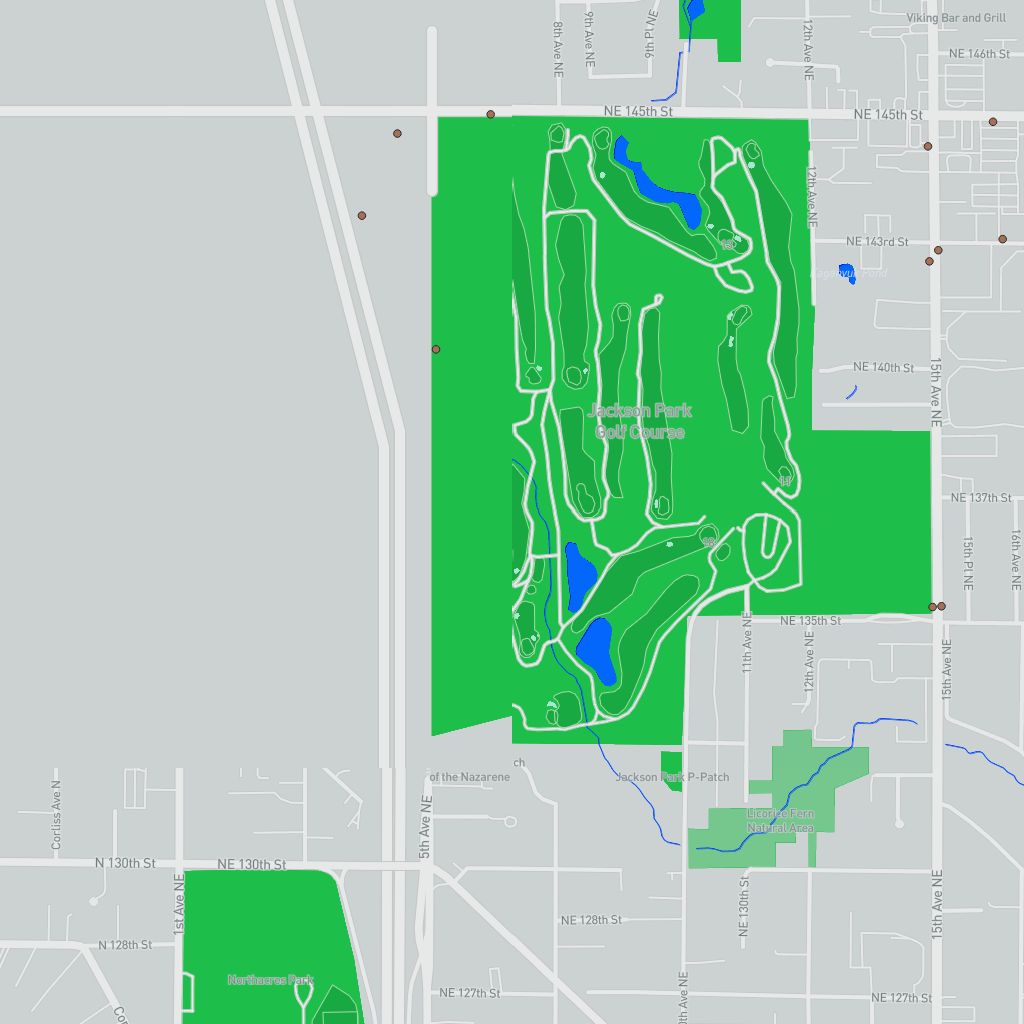 Viking Bar and Grill
8th Ave NE
9th Ave NE
9th Pl NE
12th Ave NE
NE 146th St
NE 145th St
NE 145th St
12th Ave NE
NE 143rd St
NE 140th St
15th Ave NE
Jackson Park
Golf Course
NE 137th St
15th Pl NE
16th Ave NE
18
NE 135th St
11th Ave NE
12th Ave NE
15th Ave NE
ch
of the Nazarene
Jackson Park P-Patch
Corliss Ave N
5th Ave NE
Licorice Fern
Natural Area
N 130th St
NE 130th St
1st Ave NE
NE 130th St
15th Ave NE
NE 128th St
N 128th St
Northacres Park
NE 127th St
NE 127th St
0th Ave NE
Cor